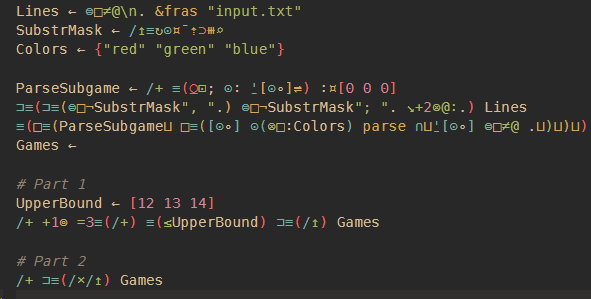 Lines ← ⊜□≠@\n. &fras "input.txt"
SubstrMask ← /↥≡↻⊙¤¯⇡⊃⧻⌕
Colors ← {"red" "green" "blue"}
ParseSubgame ← /+ ≡(○⊡; ⊙: ⍘[⊙∘]⇌) :¤[0 0 0]
⊐≡(⊐≡(⊜□¬SubstrMask", ".) ⊜□¬SubstrMask"; ". ↘+2⊗@:.) Lines
≡(□≡(ParseSubgame⊔ □≡([⊙∘] ⊙(⊗□:Colors) parse ∩⊔⍘[⊙∘] ⊜□≠@ .⊔)⊔)⊔)
Games ←
# Part 1
UpperBound ← [12 13 14]
/+ +1⊚ =3≡(/+) ≡(≤UpperBound) ⊐≡(/↥) Games
# Part 2
/+ ⊐≡(/×/↥) Games